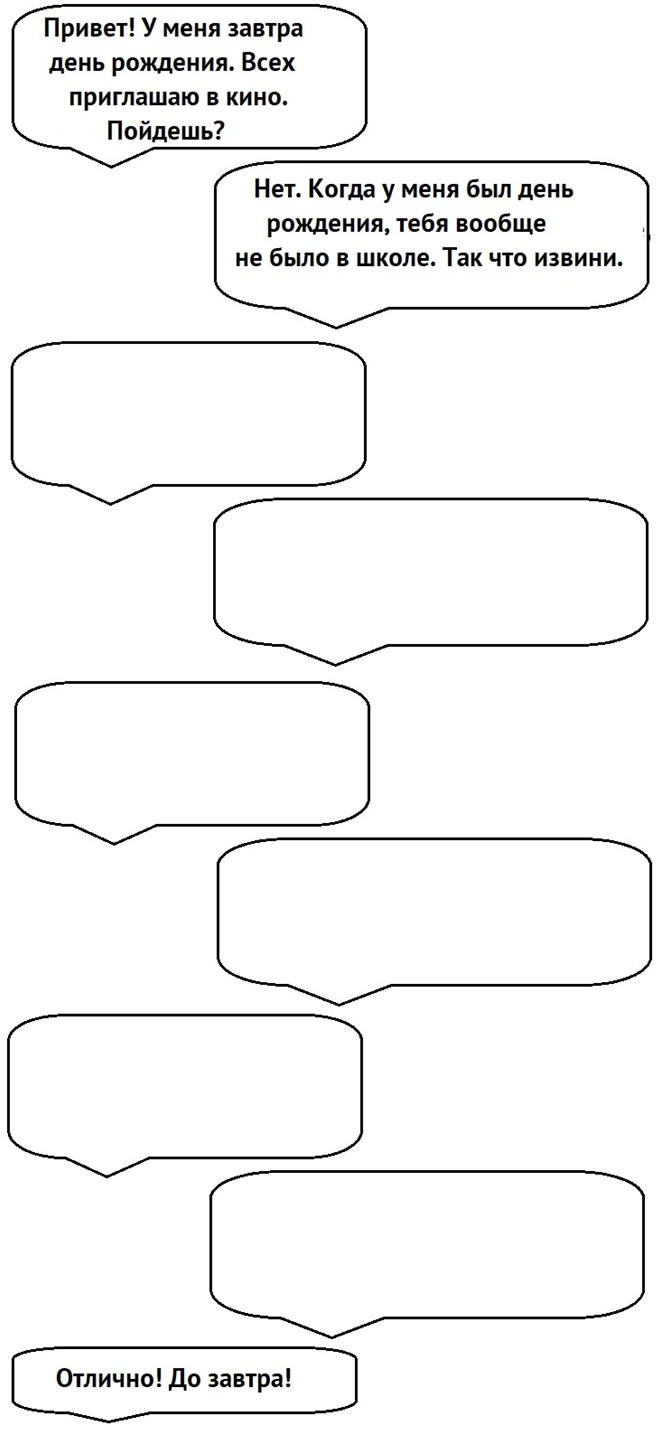 Привет! У меня завтра
день рождения. Всех
приглашаю в кино.
Пойдешь?
Нет. Когда у меня был день
рождения, тебя вообще
не было в школе. Так что извини.
Отлично! До завтра!